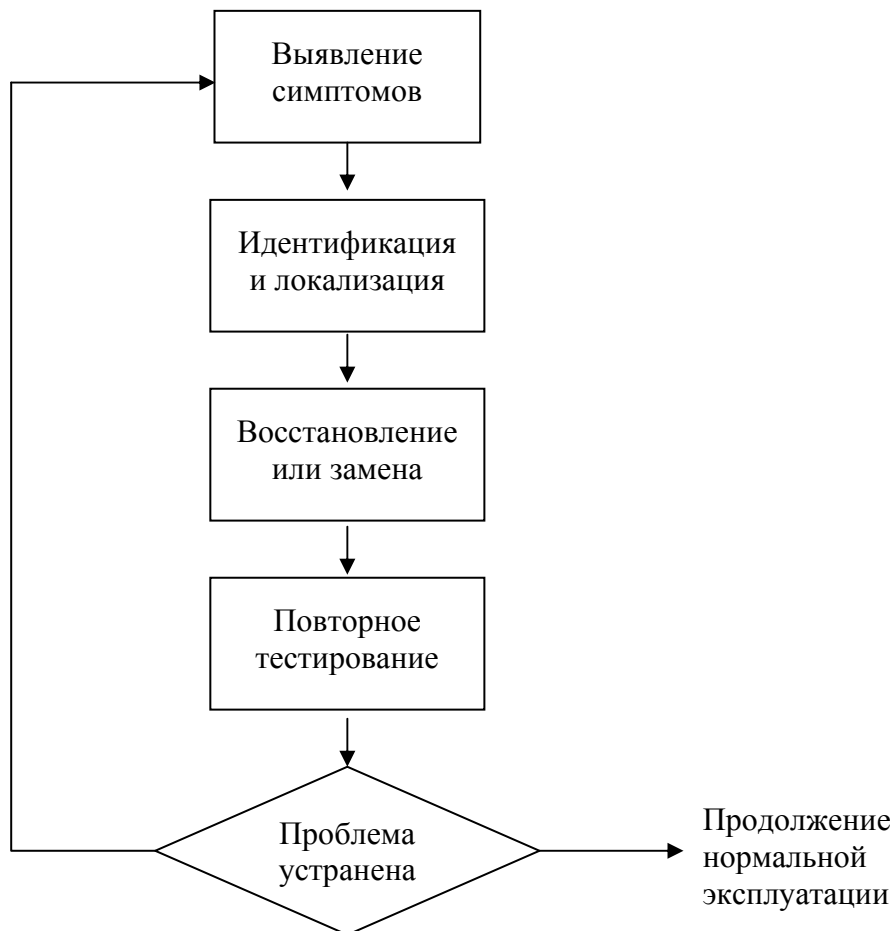 Выявление
симптомов
Идентификация
и локализация
Восстановление
или замена
Повторное
тестирование
Проблема
устранена
Продолжение
нормальной
эксплуатации